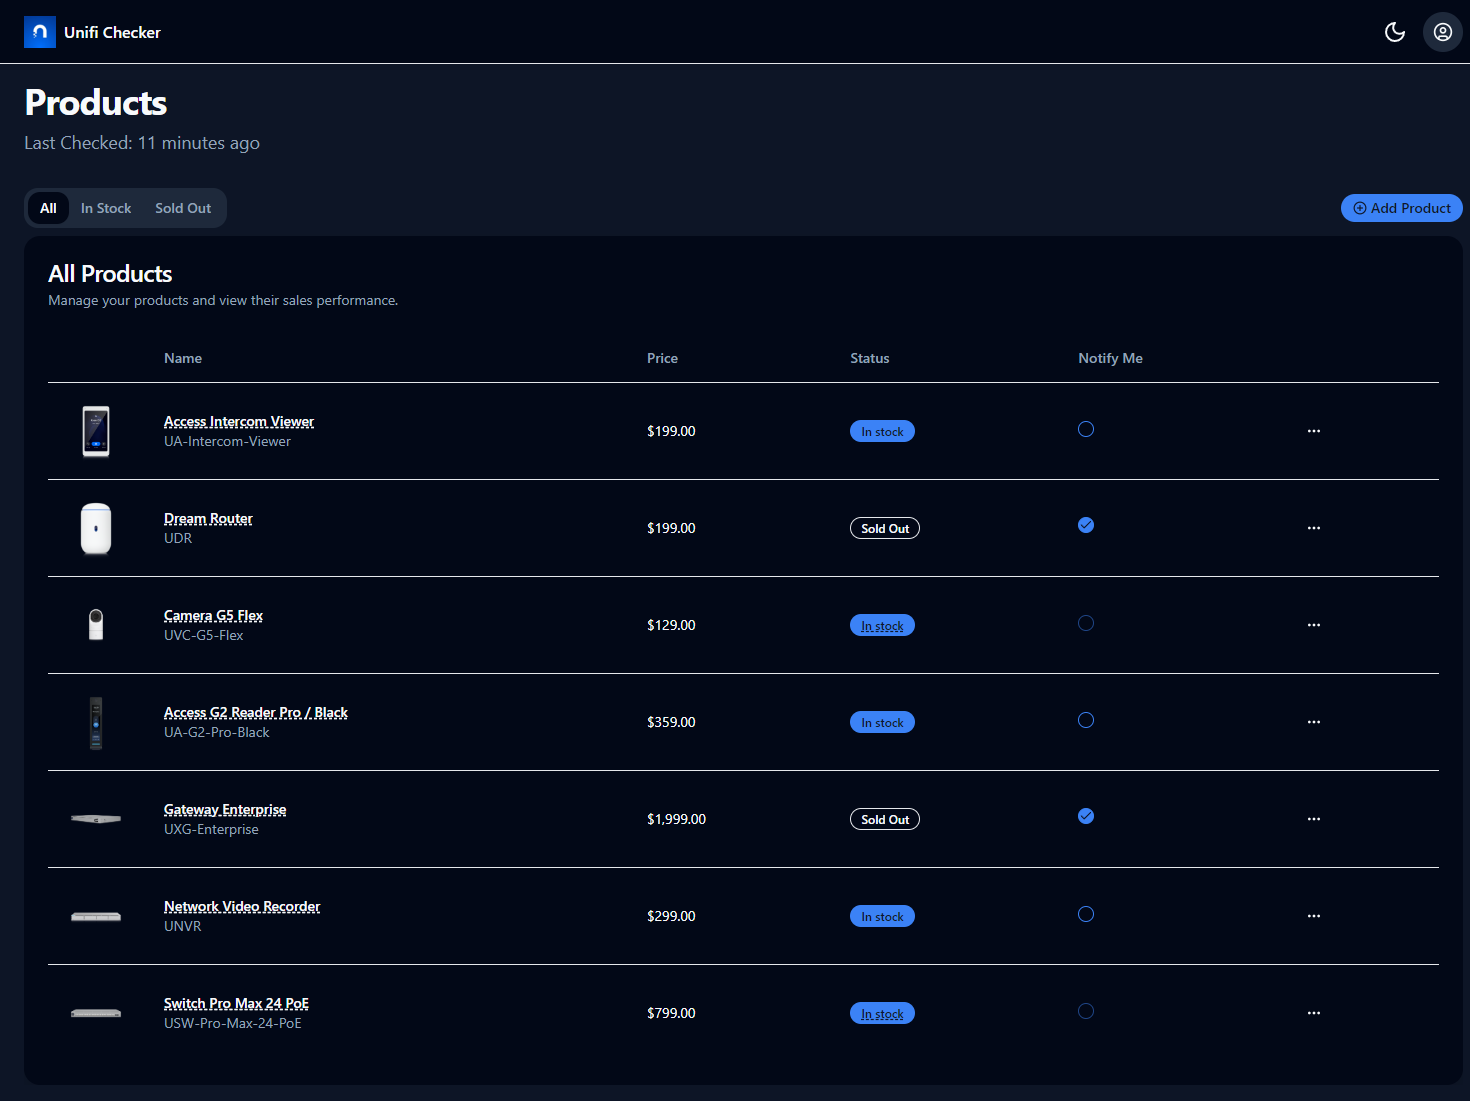 Unifi Checker
Products
Last Checked: 11 minutes ago
All In Stock Sold Out
Add Product
All Products
Manage your products and view their sales performance.
Name Price Status Notify Me
Access Intercom Viewer
UA-Intercom-Viewer
$199.00
In stock
Dream Router
UDR
$199.00
Sold Out
Camera G5 Flex
UVC-G5-Flex
$129.00
In stock
Access G2 Reader Pro / Black
UA-G2-Pro-Black
$359.00
In stock
Gateway Enterprise
UXG-Enterprise
$1,999.00
Sold Out
Network Video Recorder
UNVR
$299.00
In stock
Switch Pro Max 24 PoE
USW-Pro-Max-24-PoE
$799.00
In stock